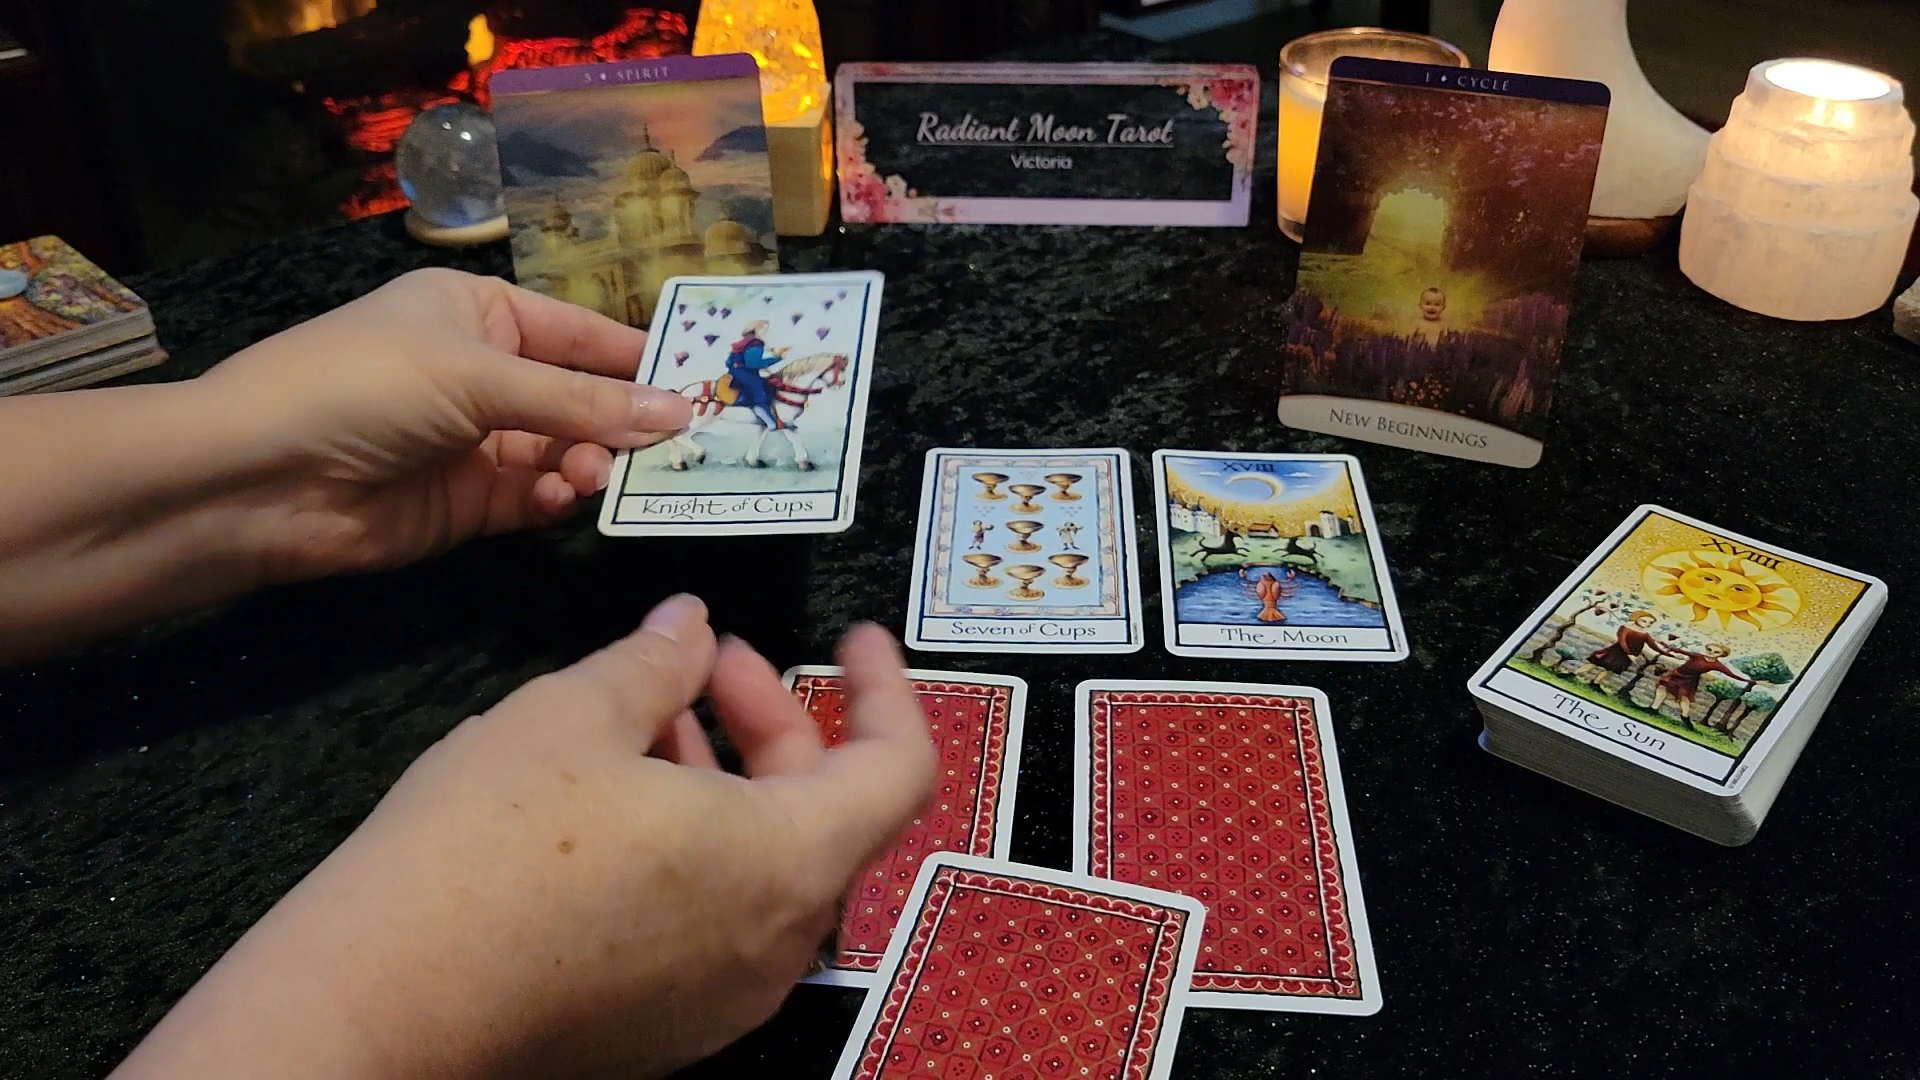 5 • SPIRIT
Radiant Moon Tarot
Victoria
1 • CYCLE
NEW BEGINNINGS
Knight of Cups
Seven of Cups
XVIII
The Moon
XVIIII
The Sun